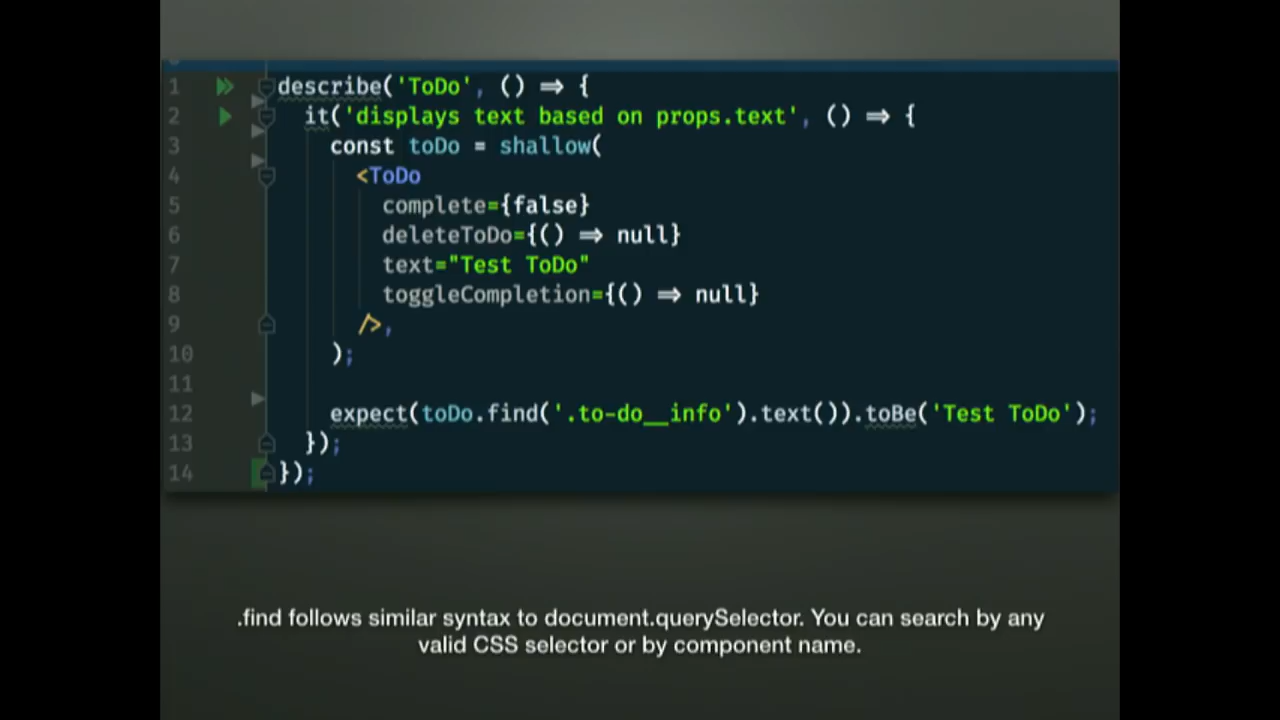 1 describe('ToDo', () => {
2 it('displays text based on props.text', () => {
3 const toDo = shallow(
4 <ToDo
5 complete={false}
6 deleteToDo={() => null}
7 text="Test ToDo"
8 toggleCompletion={() => null}
9 />,
10 );
11
12 expect(toDo.find('.to-do__info').text()).toBe('Test ToDo');
13 });
14 });
.find follows similar syntax to document.querySelector. You can search by any
valid CSS selector or by component name.